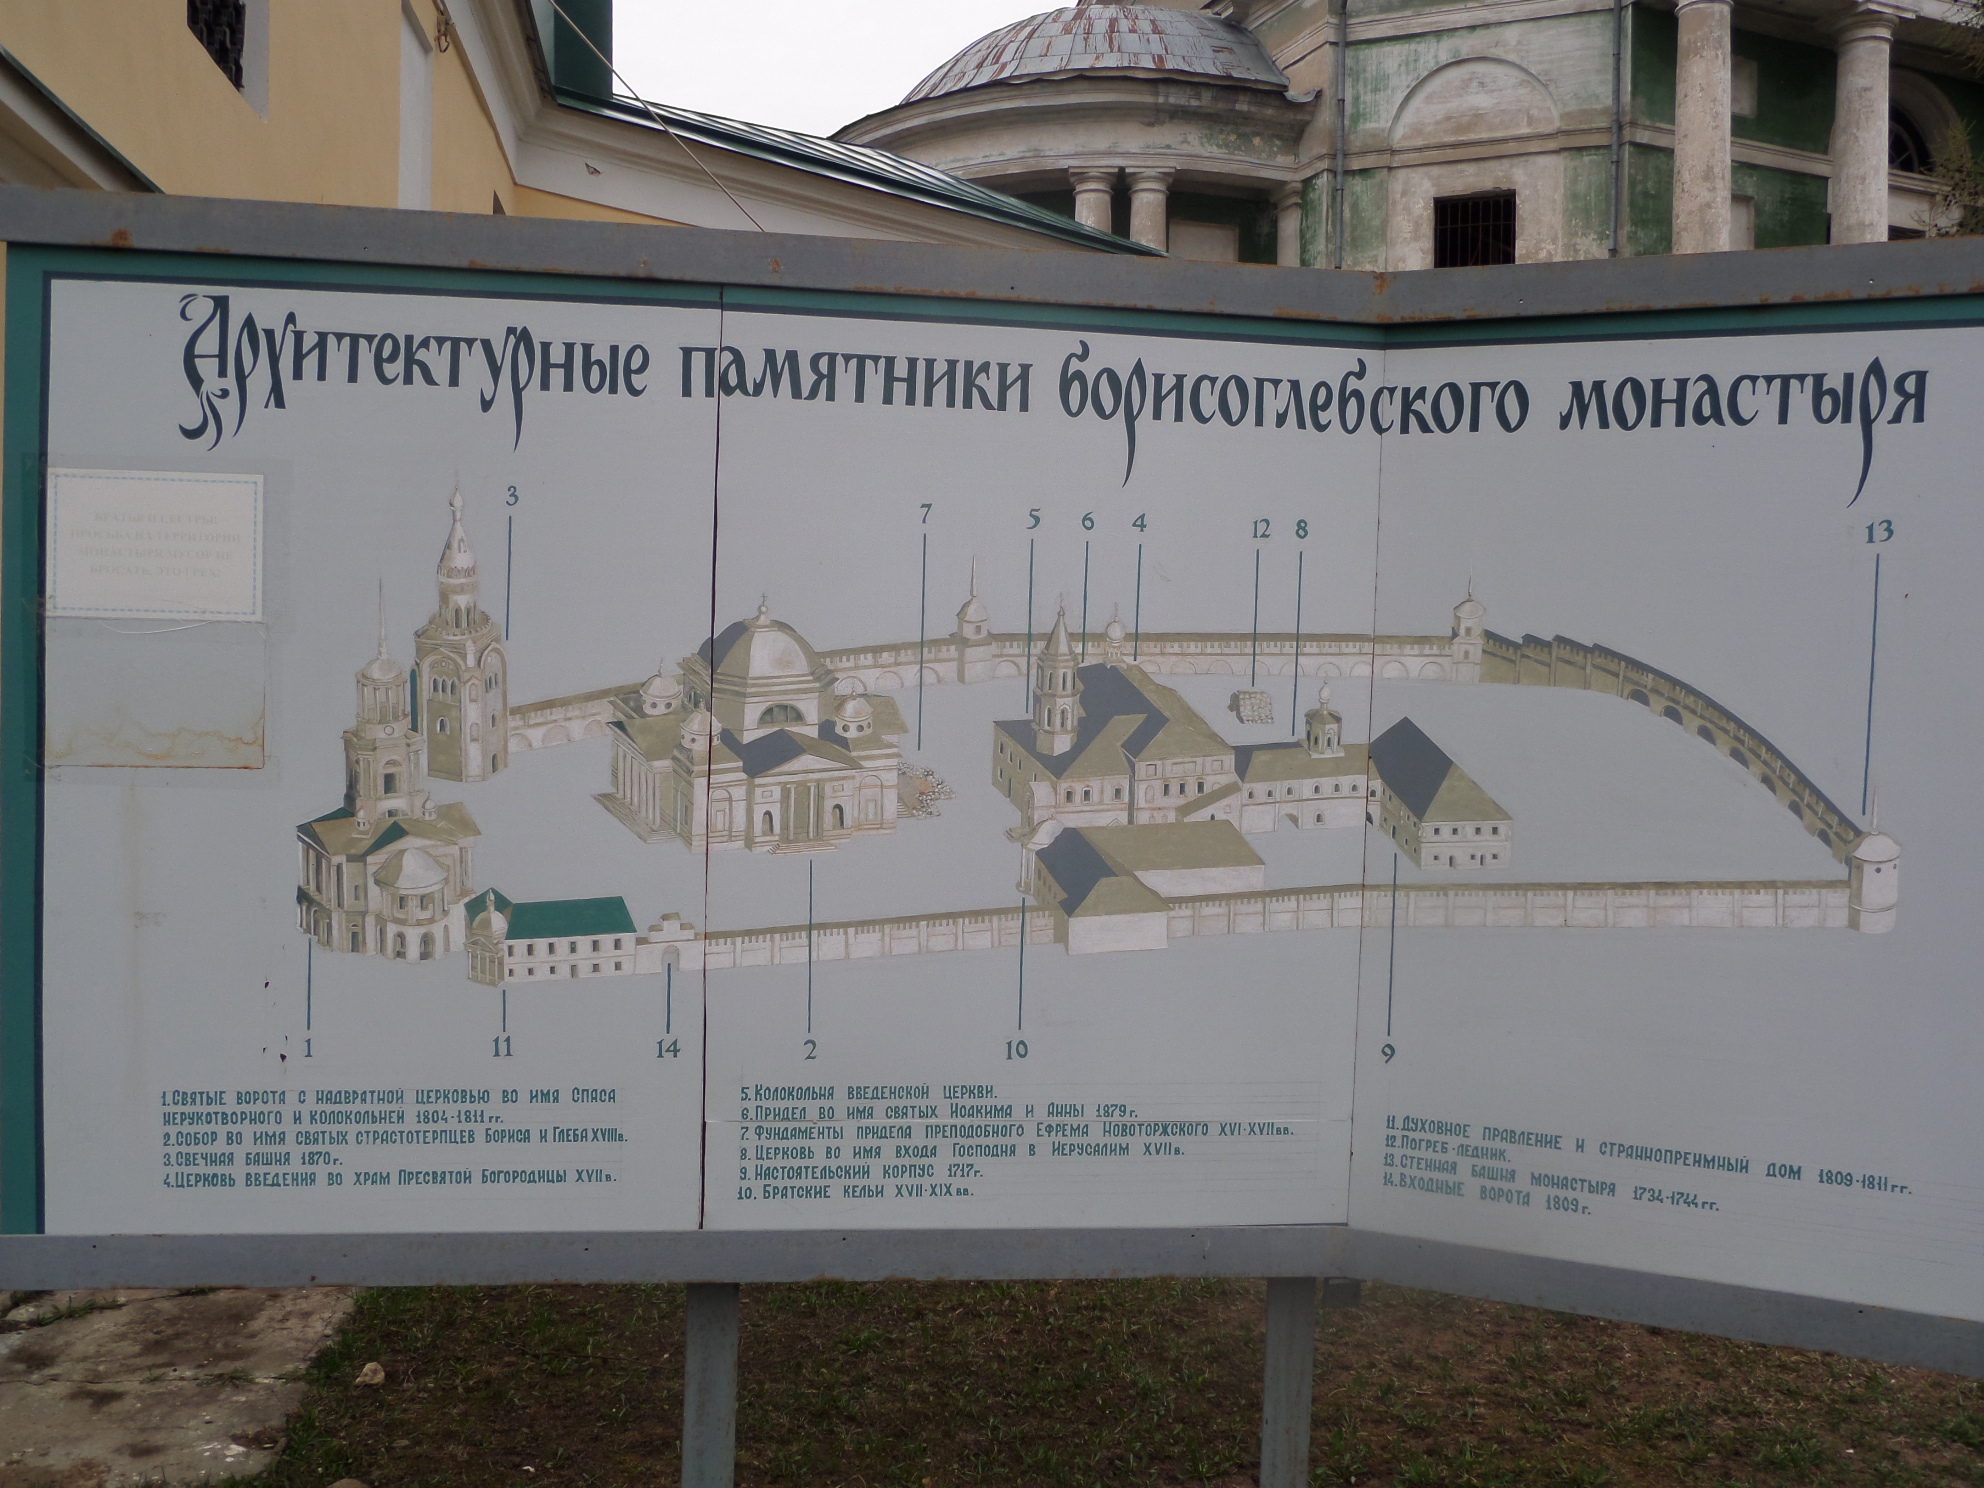 Архитектурные памятники борисоглебского монастыря
3
7
5
6
4
12
8
13
1
11
14
2
10
9
1. Святые ворота с надвратной церковью во имя Спаса
нерукотворного и колокольней 1804-1811 гг.
2. Собор во имя святых страстотерпцев Бориса и Глеба XVIII в.
3. Свечная башня 1870 г.
4. Церковь введения во храм Пресвятой Богородицы XVII в.
5. Колокольня Введенской церкви.
6. Придел во имя святых Иоакима и Анны 1879 г.
7. Фундаменты придела преподобного Ефрема Новоторжского XVI-XVII вв.
8. Церковь во имя входа Господня в Иерусалим XVII в.
9. Настоятельский корпус 1717 г.
10. Братские кельи XVII-XIX вв.
11. Духовное правление и страннопреимный дом 1809-1811 гг.
12. Погреб-ледник.
13. Стенная башня монастыря 1734-1744 гг.
14. Входные ворота 1809 г.